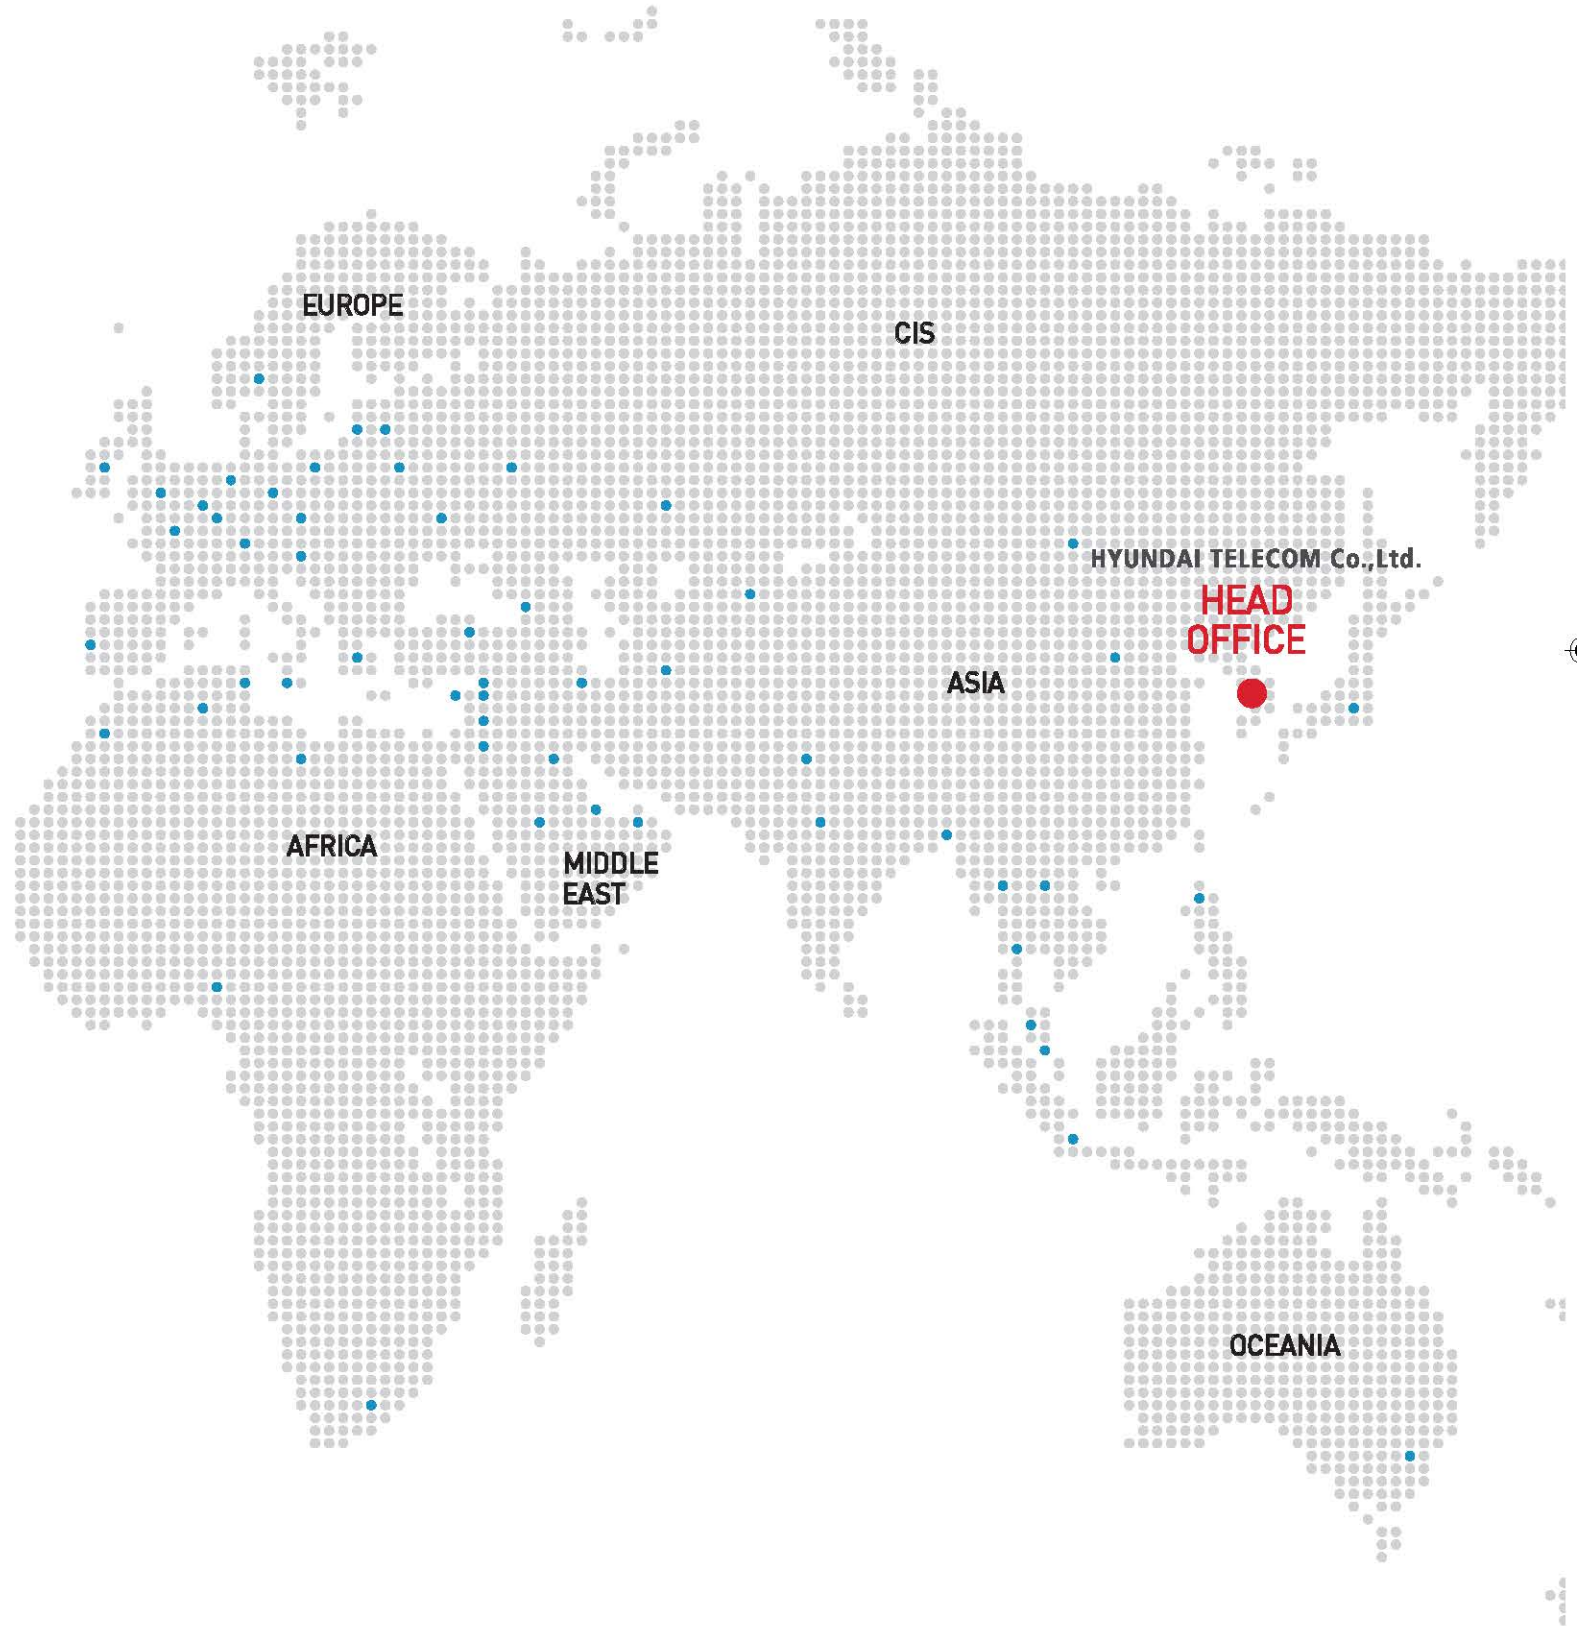 EUROPE
CIS
HYUNDAI TELECOM Co.,Ltd.
HEAD
OFFICE
ASIA
AFRICA
MIDDLE
EAST
OCEANIA